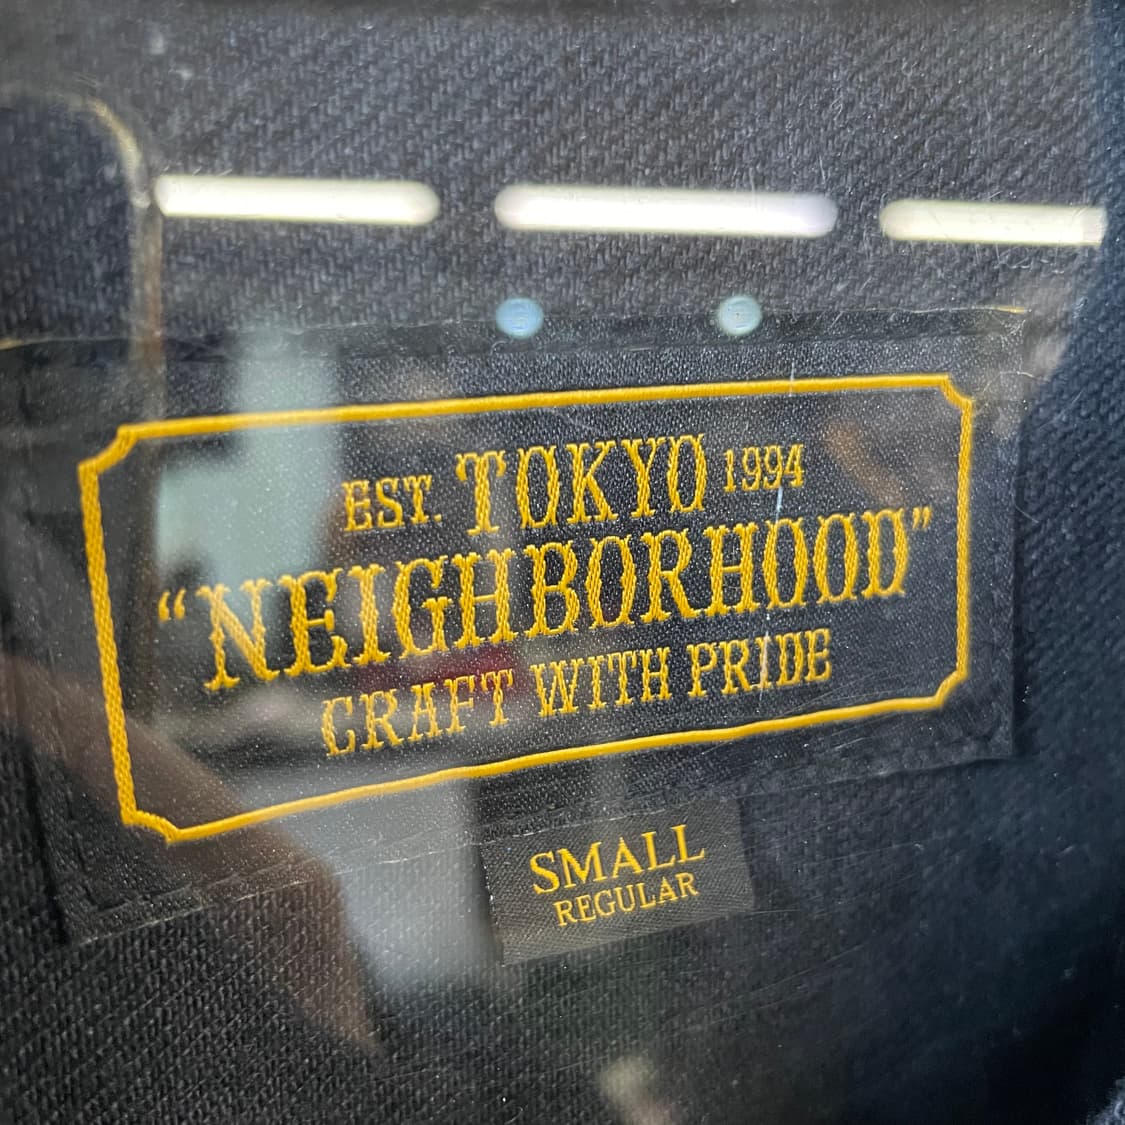 EST. TOKYO 1994
“NEIGHBORHOOD”
CRAFT WITH PRIDE
SMALL
REGULAR